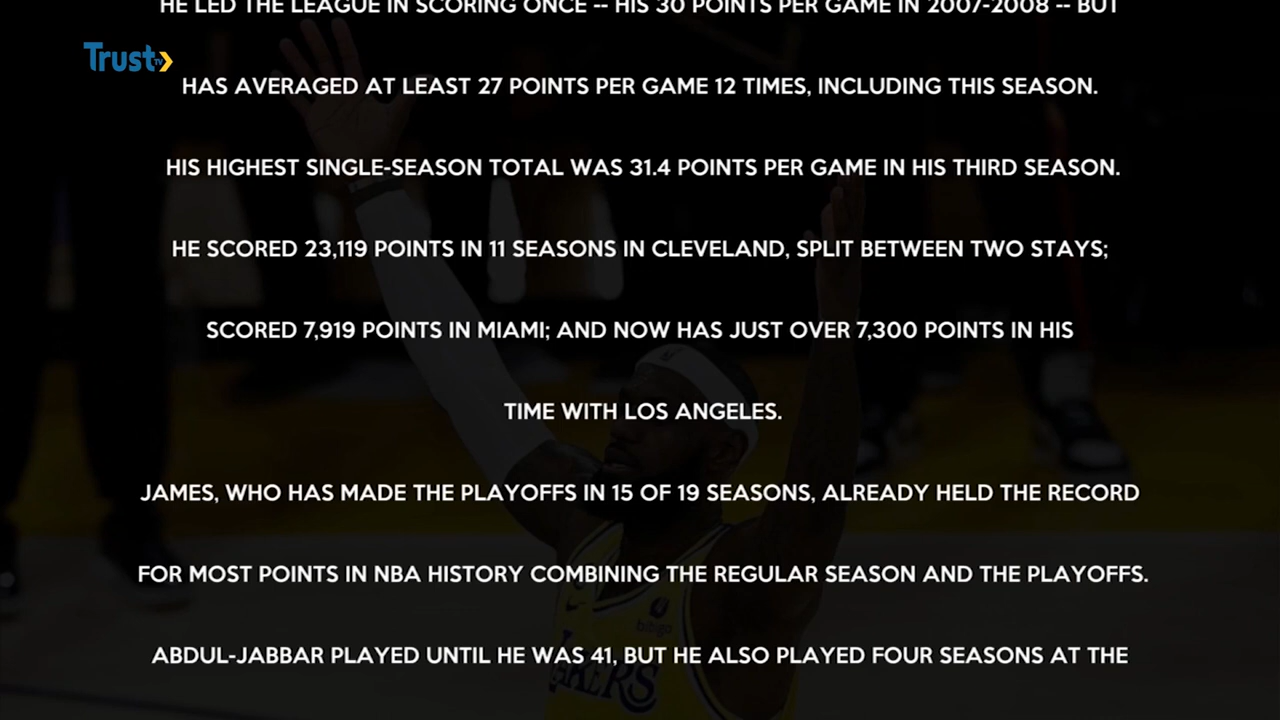 HE LED THE LEAGUE IN SCORING ONCE -- HIS 30 POINTS PER GAME IN 2007-2008 -- BUT
TrustTV
HAS AVERAGED AT LEAST 27 POINTS PER GAME 12 TIMES, INCLUDING THIS SEASON.
HIS HIGHEST SINGLE-SEASON TOTAL WAS 31.4 POINTS PER GAME IN HIS THIRD SEASON.
HE SCORED 23,119 POINTS IN 11 SEASONS IN CLEVELAND, SPLIT BETWEEN TWO STAYS;
SCORED 7,919 POINTS IN MIAMI; AND NOW HAS JUST OVER 7,300 POINTS IN HIS
TIME WITH LOS ANGELES.
JAMES, WHO HAS MADE THE PLAYOFFS IN 15 OF 19 SEASONS, ALREADY HELD THE RECORD
FOR MOST POINTS IN NBA HISTORY COMBINING THE REGULAR SEASON AND THE PLAYOFFS.
bibigo
ABDUL-JABBAR PLAYED UNTIL HE WAS 41, BUT HE ALSO PLAYED FOUR SEASONS AT THE